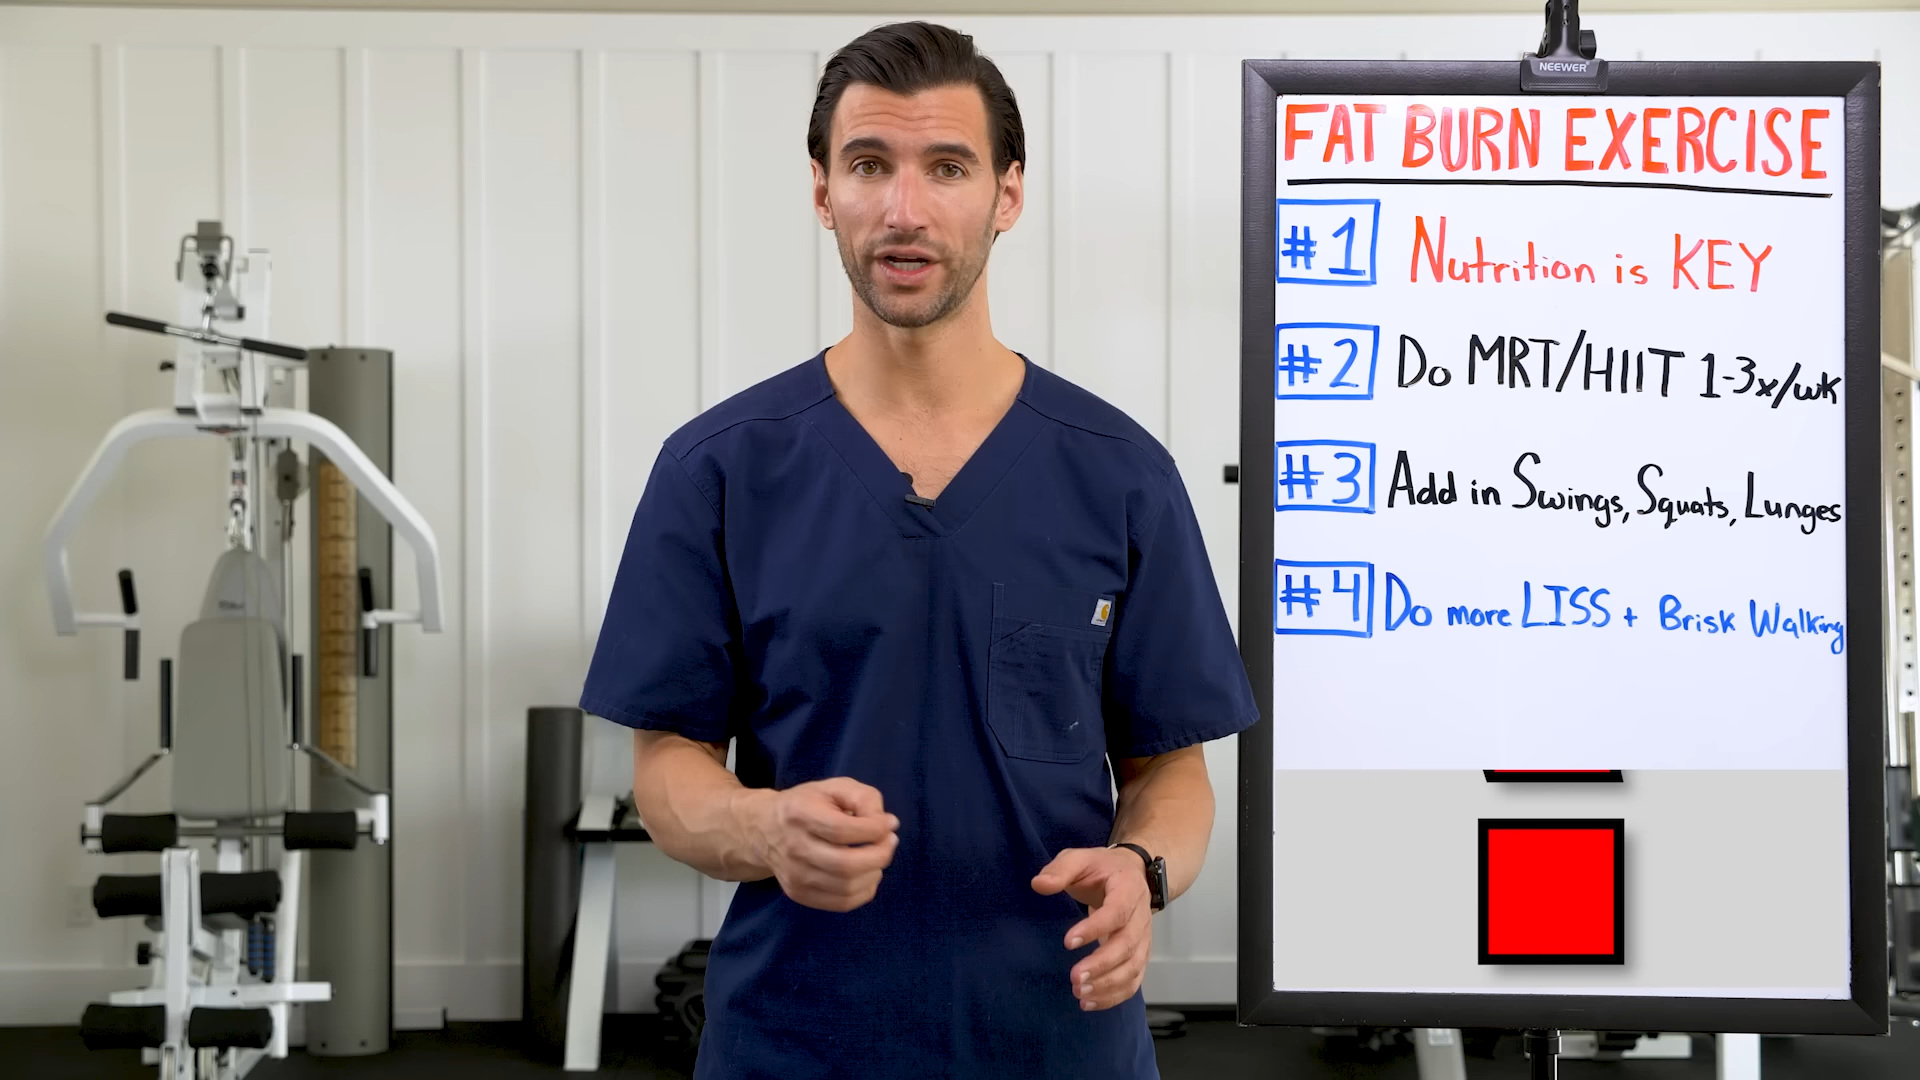 NEEWER
FAT BURN EXERCISE
#1 Nutrition is KEY
#2 Do MRT/HIIT 1-3x/wk
#3 Add in Swings, Squats, Lunges
#4 Do more LISS + Brisk Walking